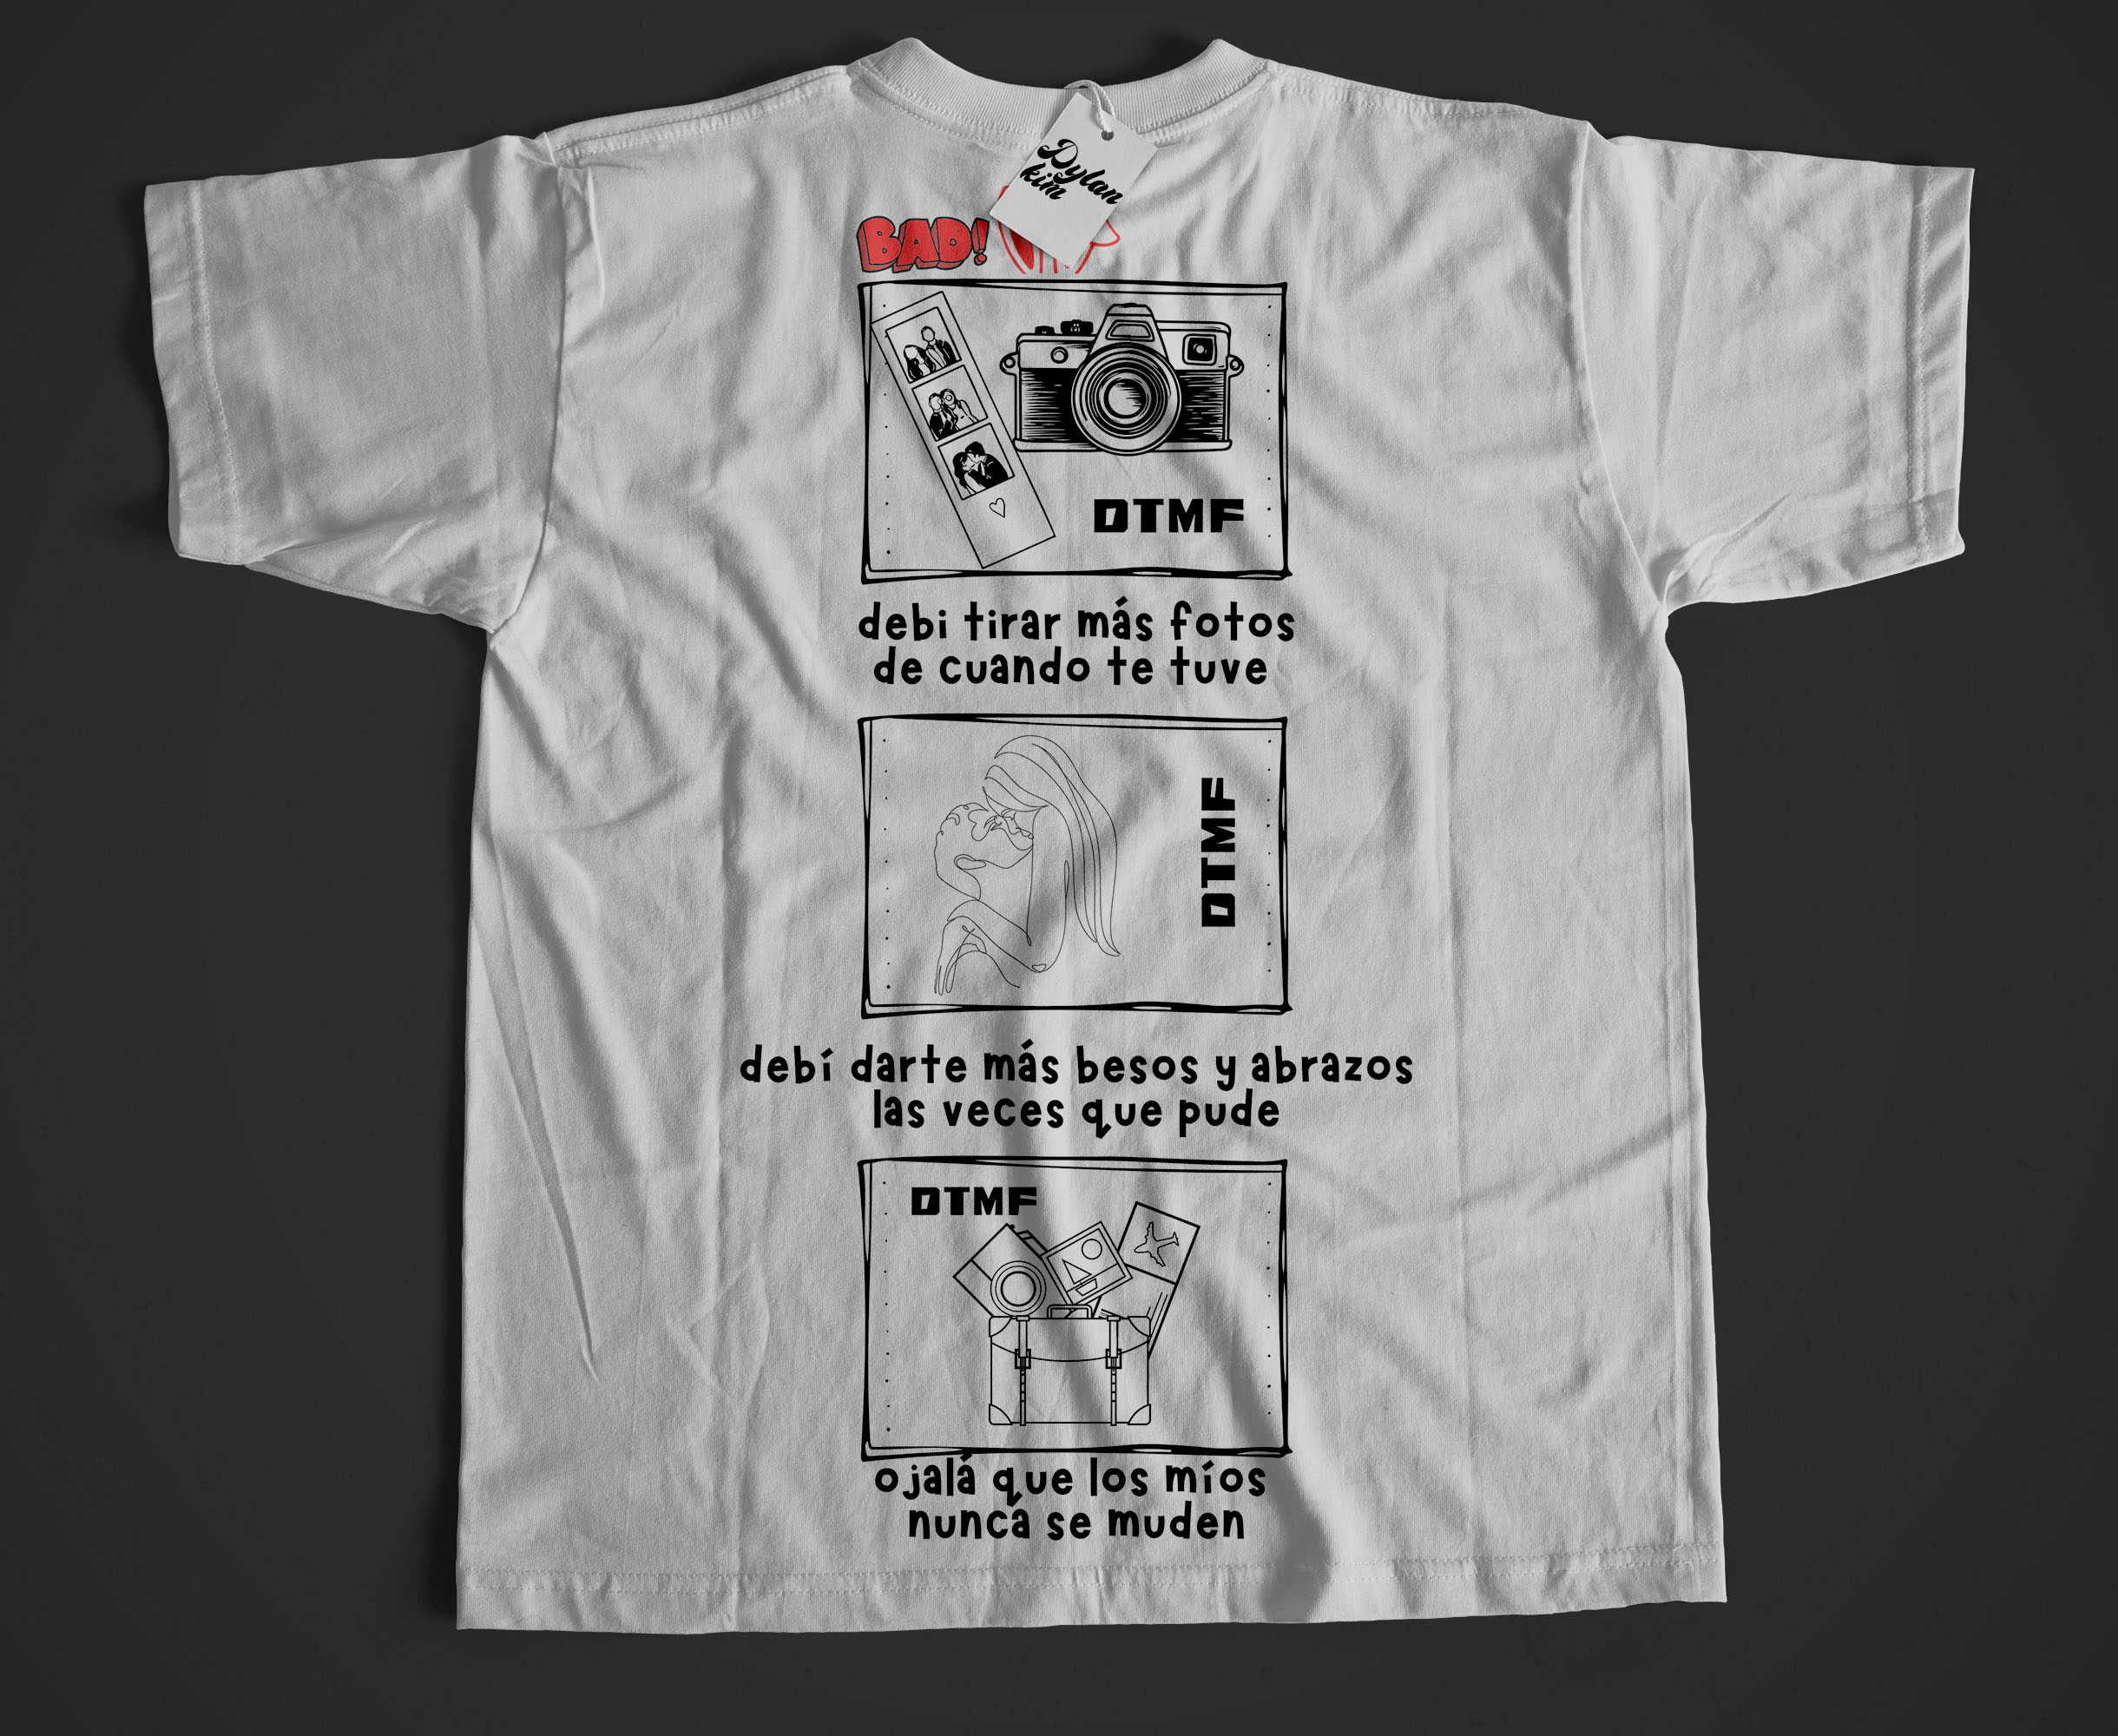 Dylan
kim
BAD!
DTMF
debi tirar más fotos
de cuando te tuve
DTMF
debí darte más besos y abrazos
las veces que pude
DTMF
ojalá que los míos
nunca se muden